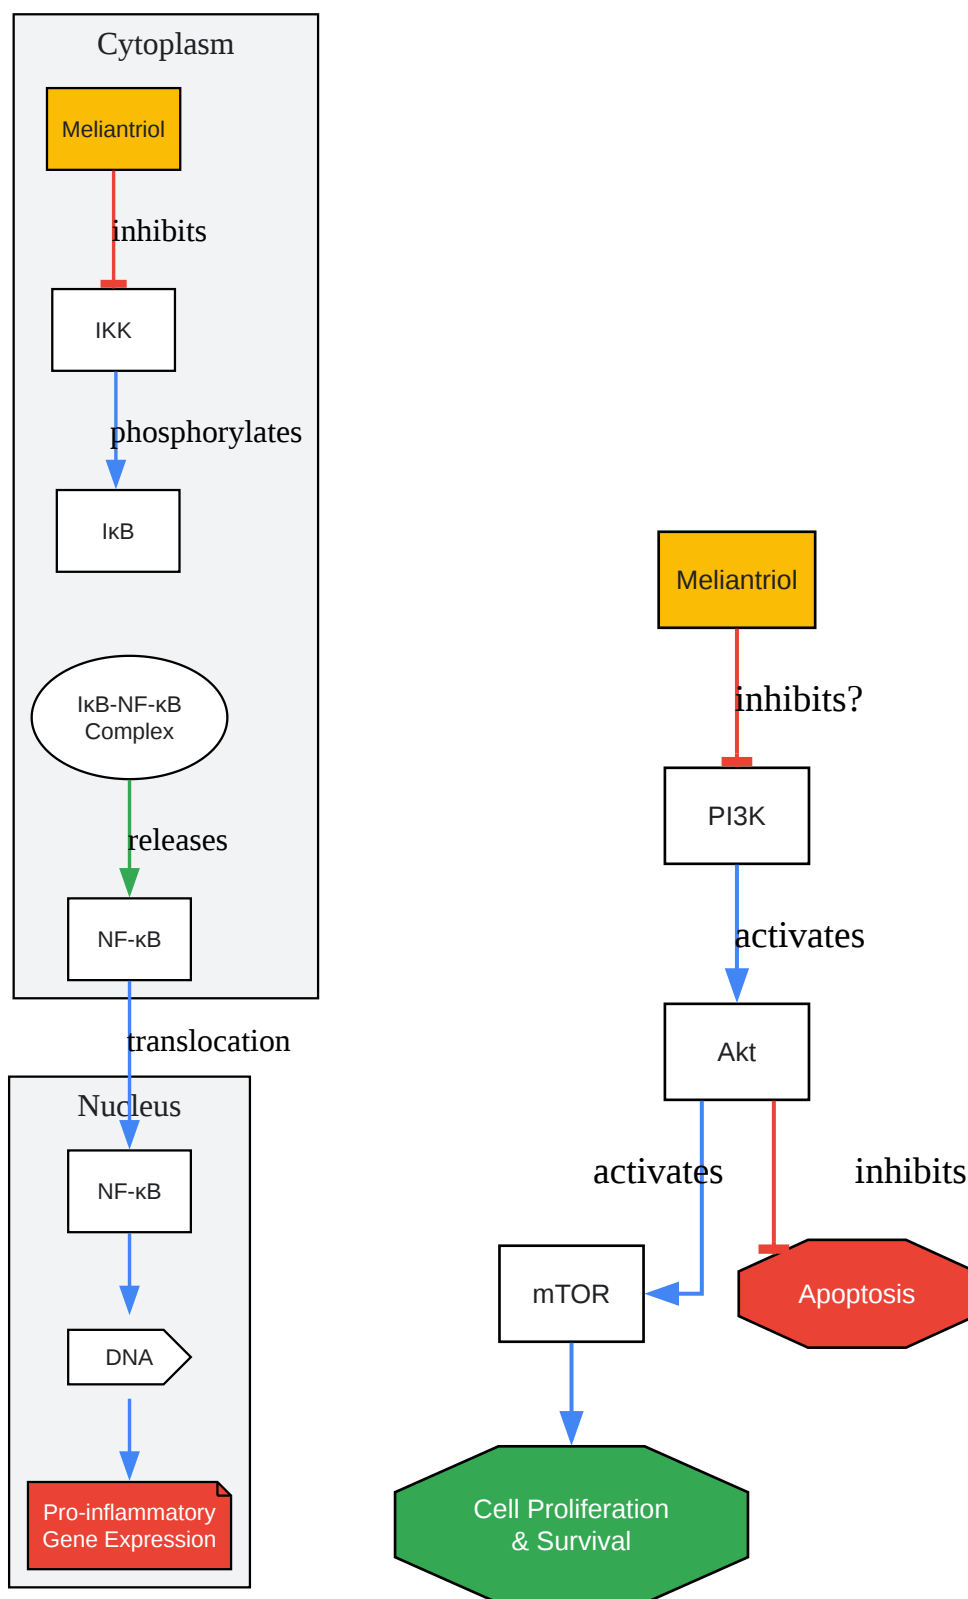 Cytoplasm
Meliantriol
inhibits
IKK
phosphorylates
IκB
IκB-NF-κB
Complex
releases
NF-κB
translocation
Nucleus
NF-κB
DNA
Pro-inflammatory
Gene Expression
Meliantriol
inhibits?
PI3K
activates
Akt
activates
inhibits
mTOR
Apoptosis
Cell Proliferation
& Survival